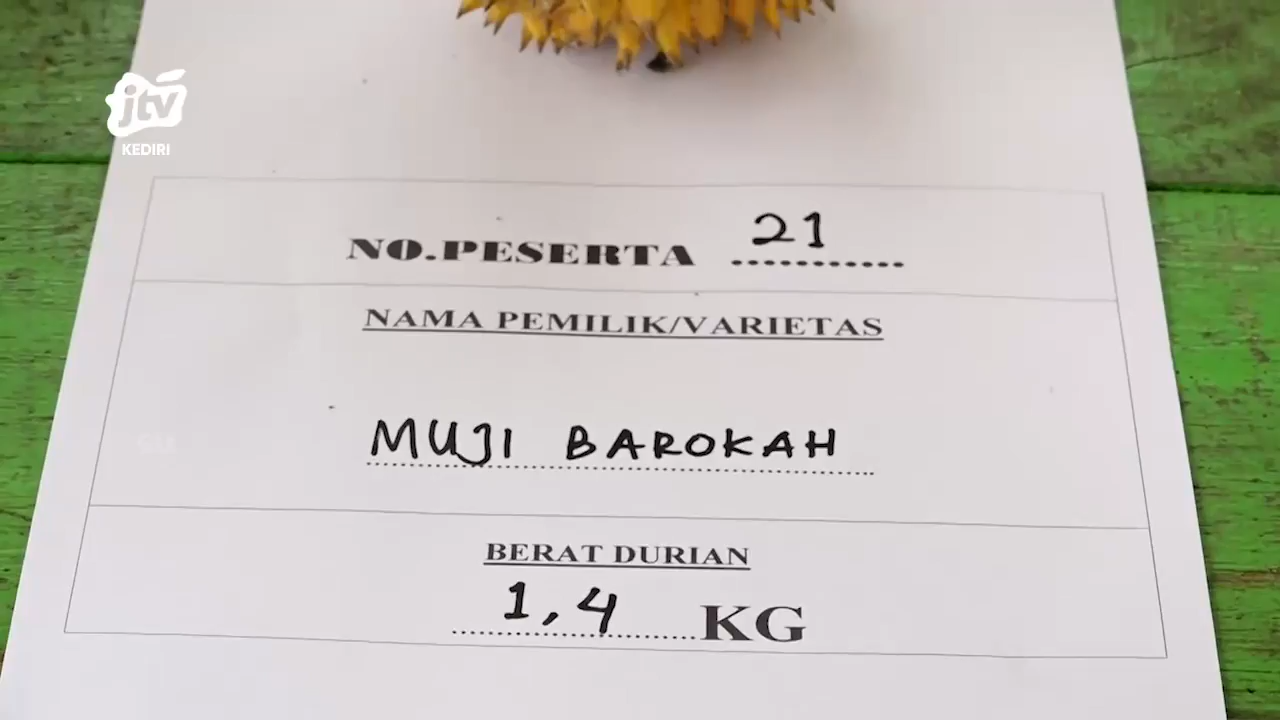 jtv
KEDIRI
NO.PESERTA 21
NAMA PEMILIK/VARIETAS
MUJI BAROKAH
BERAT DURIAN
1,4 KG